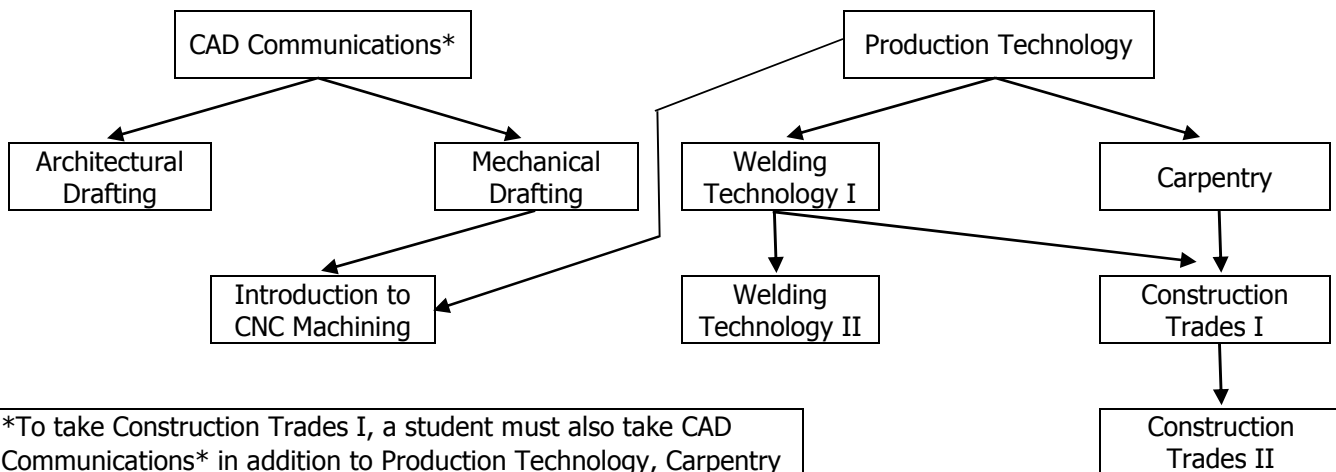 CAD Communications*
Production Technology
Architectural
Drafting
Mechanical
Drafting
Welding
Technology I
Carpentry
Introduction to
CNC Machining
Welding
Technology II
Construction
Trades I
*To take Construction Trades I, a student must also take CAD
Communications* in addition to Production Technology, Carpentry
Construction
Trades II